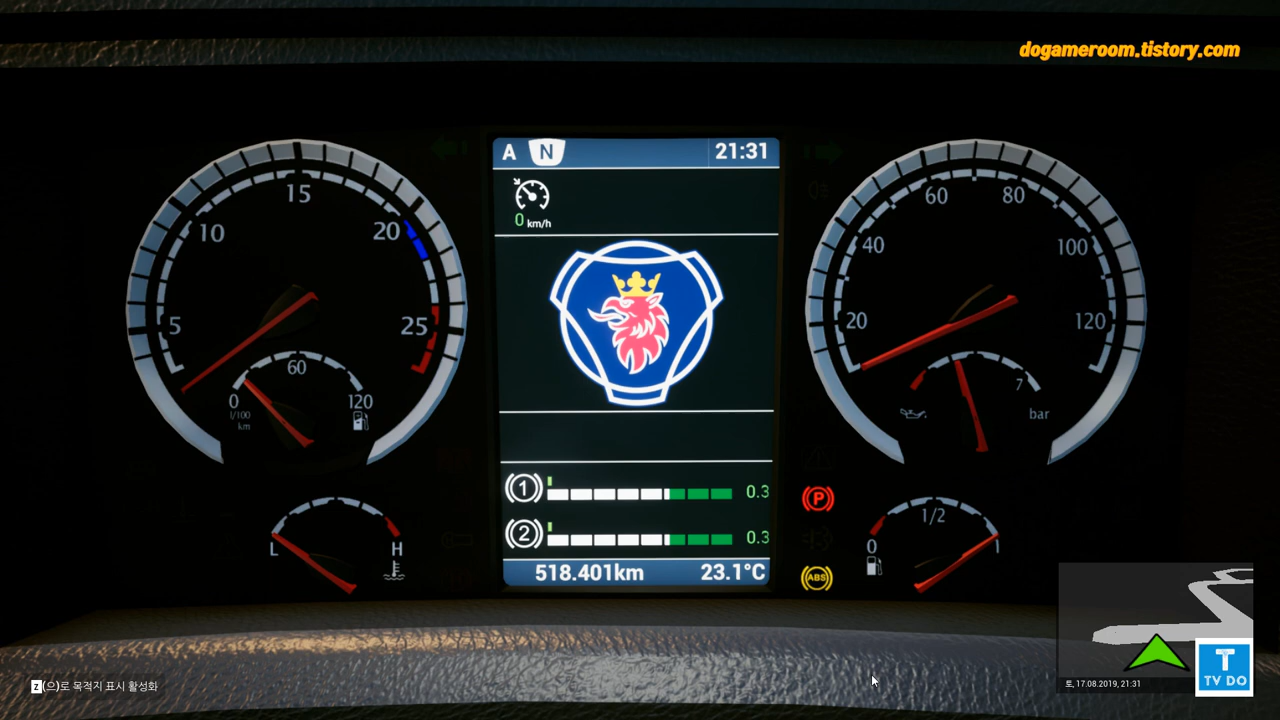 dogameroom.tistory.com
A N 21:31
0 km/h
5 10 15 20 25
0 60 120
l/100
km
20 40 60 80 100 120
7
bar
L H
1 0.3
2 0.3
518.401km 23.1°C
P
ABS
0 1/2 1
Z(으)로 목적지 표시 활성화
토, 17.08.2019, 21:31
T
TV DO